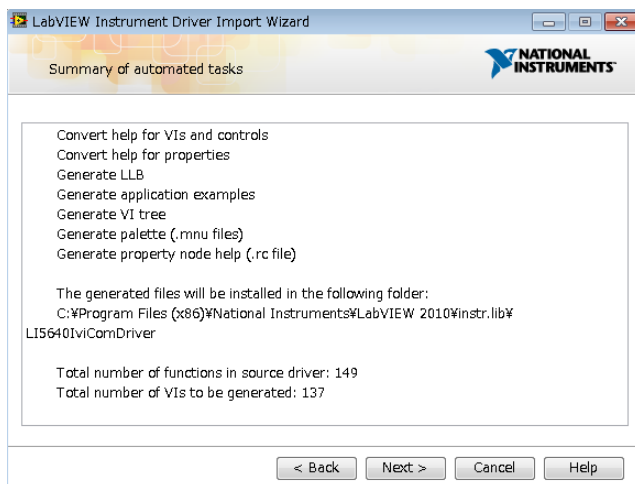 LabVIEW Instrument Driver Import Wizard
Summary of automated tasks
NATIONAL
INSTRUMENTS™
Convert help for VIs and controls
Convert help for properties
Generate LLB
Generate application examples
Generate VI tree
Generate palette (.mnu files)
Generate property node help (.rc file)
The generated files will be installed in the following folder:
C:¥Program Files (x86)¥National Instruments¥LabVIEW 2010¥instr.lib¥
LI5640IviComDriver
Total number of functions in source driver: 149
Total number of VIs to be generated: 137
< Back Next > Cancel Help